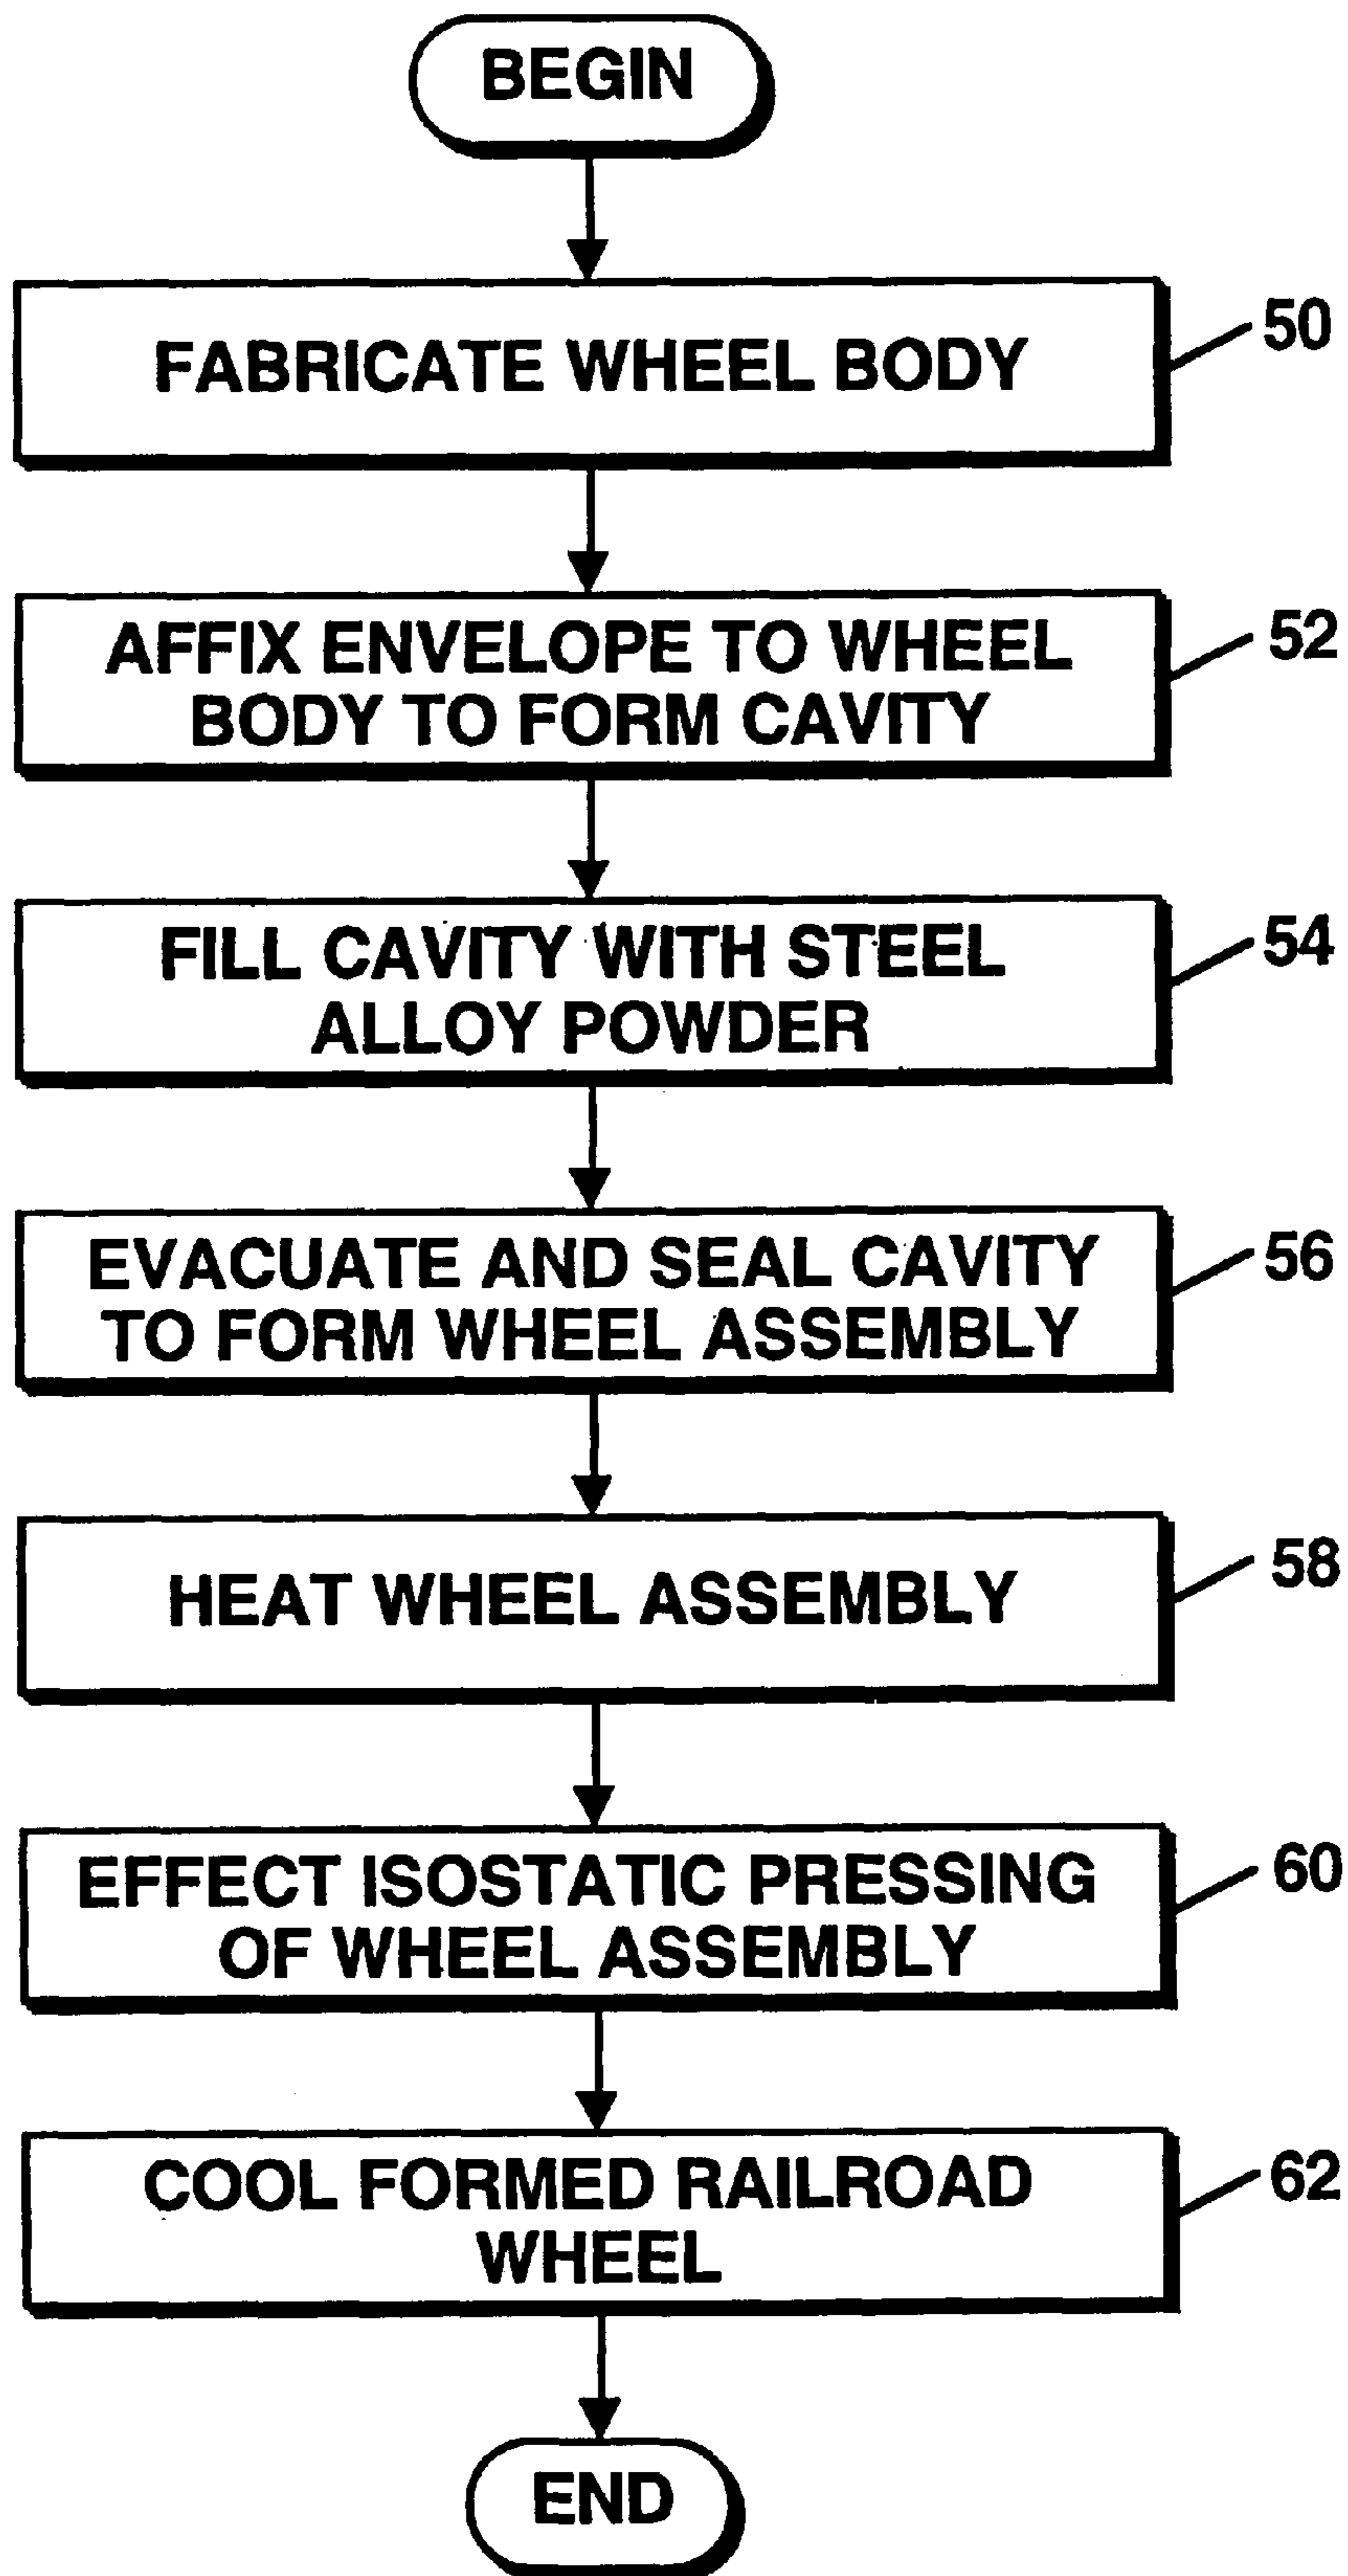 BEGIN
FABRICATE WHEEL BODY
50
AFFIX ENVELOPE TO WHEEL
BODY TO FORM CAVITY
52
FILL CAVITY WITH STEEL
ALLOY POWDER
54
EVACUATE AND SEAL CAVITY
TO FORM WHEEL ASSEMBLY
56
HEAT WHEEL ASSEMBLY
58
EFFECT ISOSTATIC PRESSING
OF WHEEL ASSEMBLY
60
COOL FORMED RAILROAD
WHEEL
62
END